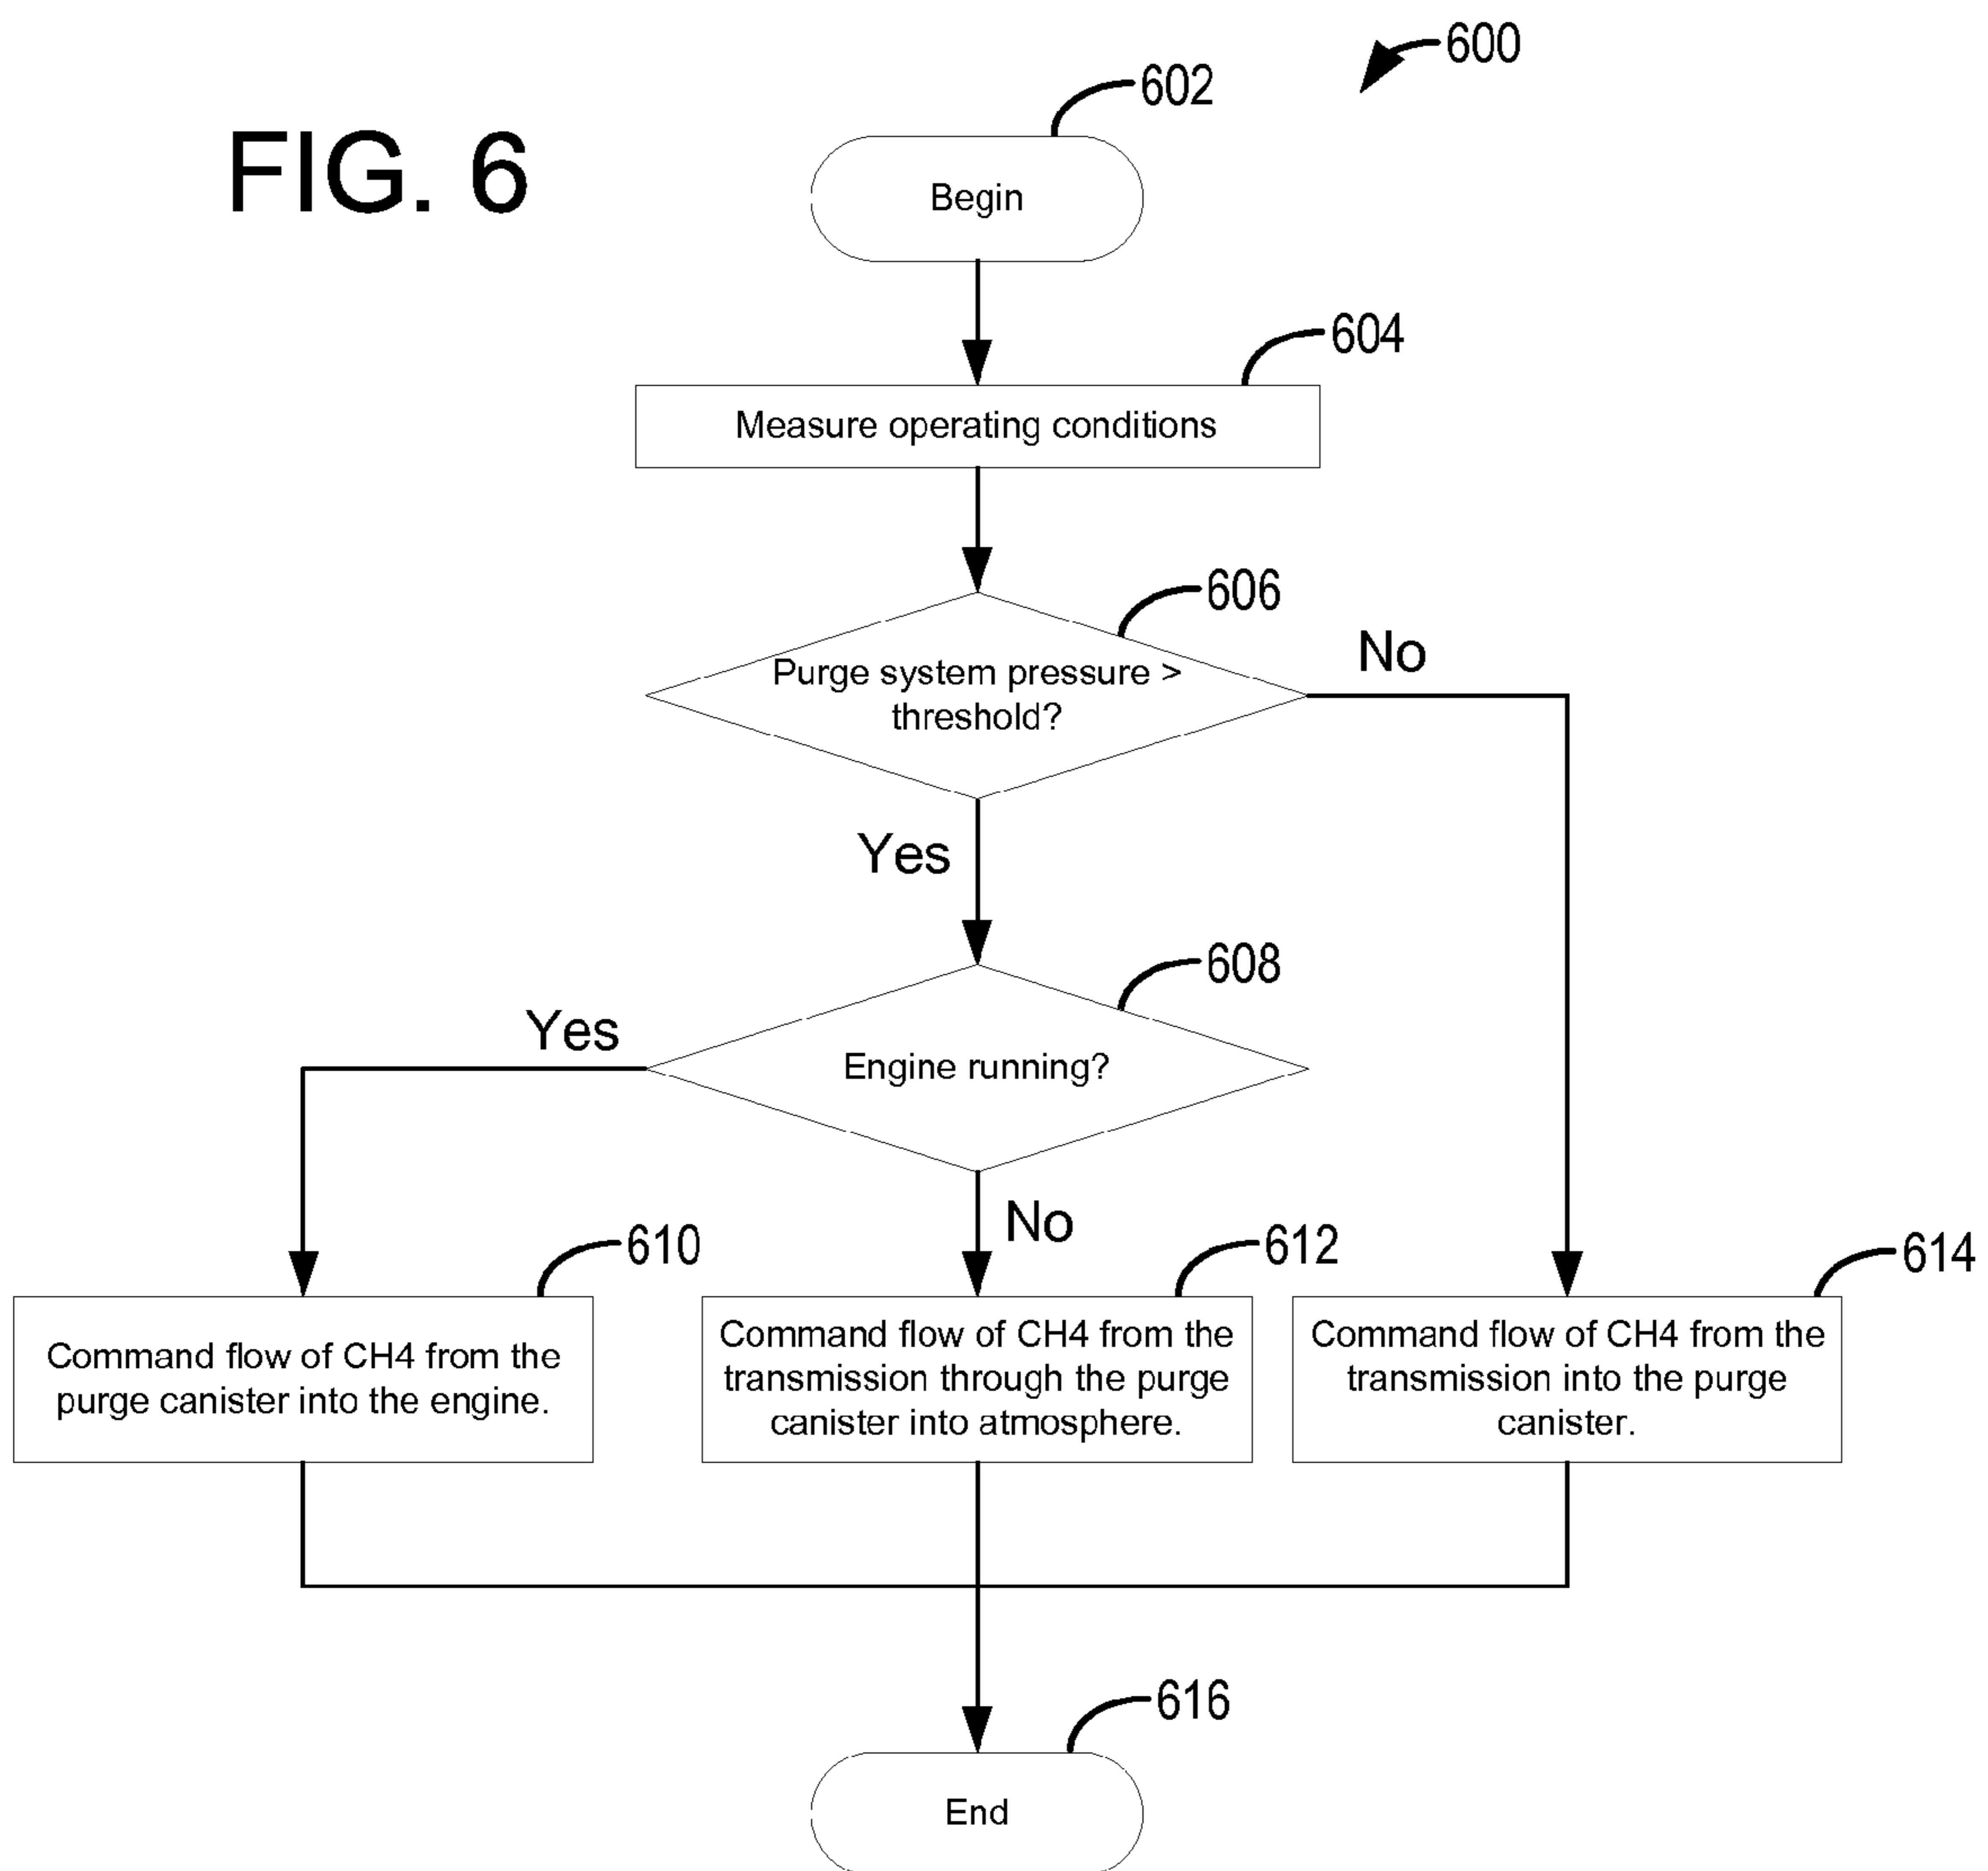 600
602
FIG. 6
Begin
604
Measure operating conditions
606
No
Purge system pressure >
threshold?
Yes
608
Yes
Engine running?
No
610
612
614
Command flow of CH4 from the
purge canister into the engine.
Command flow of CH4 from the
transmission through the purge
canister into atmosphere.
Command flow of CH4 from the
transmission into the purge
canister.
616
End